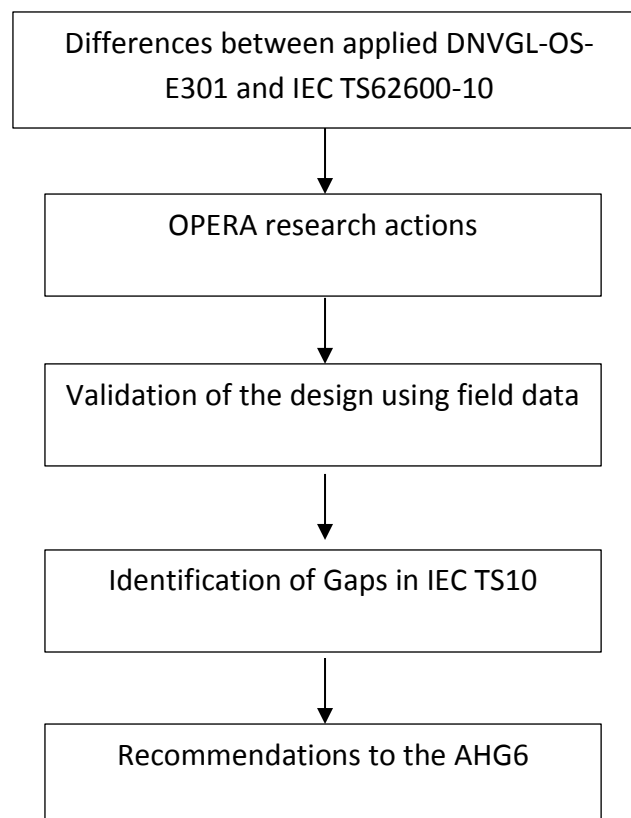 Differences between applied DNVGL-OS-
E301 and IEC TS62600-10
OPERA research actions
Validation of the design using field data
Identification of Gaps in IEC TS10
Recommendations to the AHG6